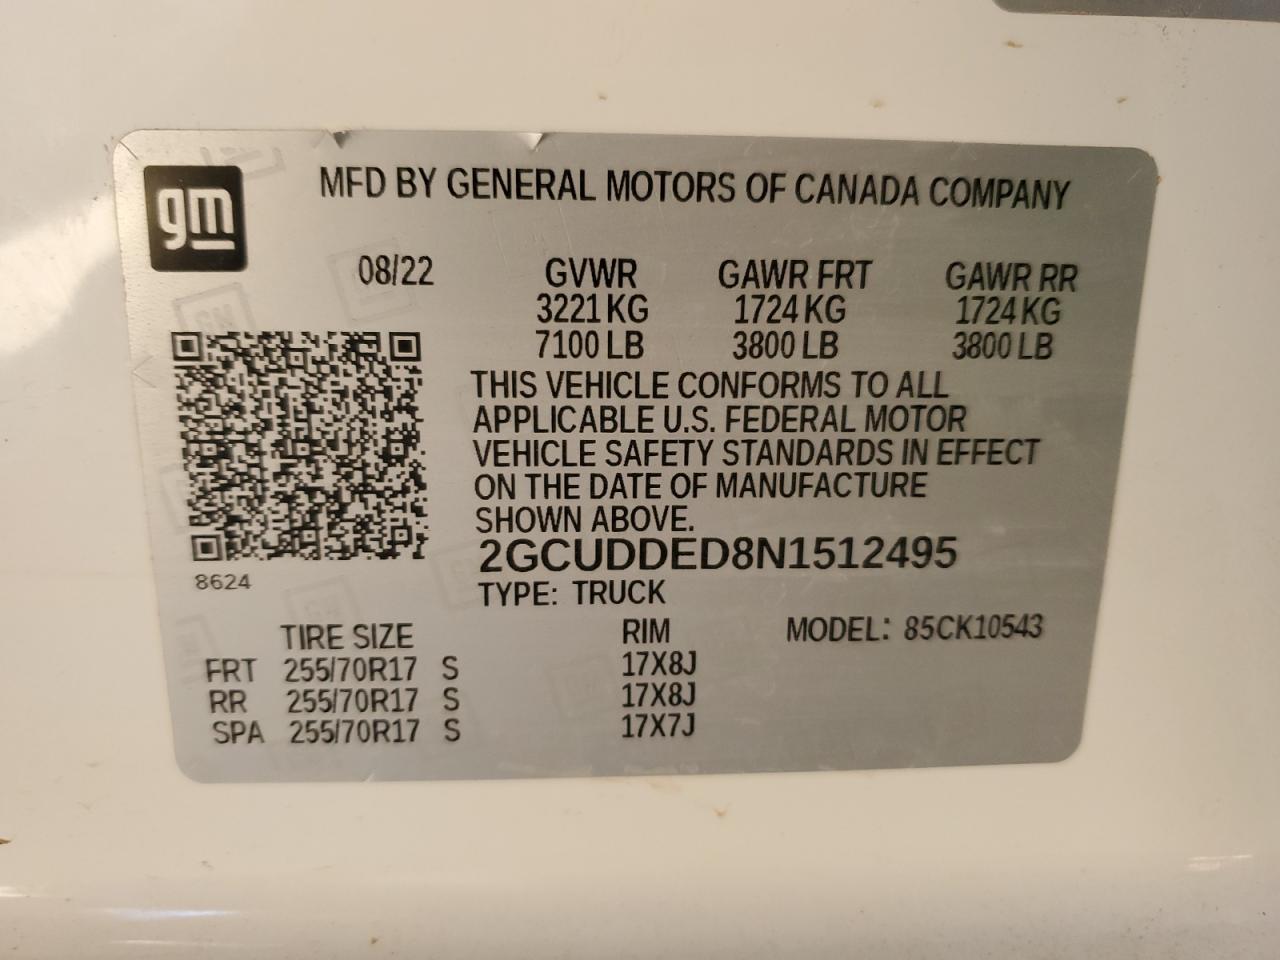 gm
MFD BY GENERAL MOTORS OF CANADA COMPANY
08/22 GVWR GAWR FRT GAWR RR
3221 KG 1724 KG 1724 KG
7100 LB 3800 LB 3800 LB
THIS VEHICLE CONFORMS TO ALL
APPLICABLE U.S. FEDERAL MOTOR
VEHICLE SAFETY STANDARDS IN EFFECT
ON THE DATE OF MANUFACTURE
SHOWN ABOVE.
2GCUDDED8N1512495
8624
TYPE: TRUCK
TIRE SIZE RIM MODEL: 85CK10543
FRT 255/70R17 S 17X8J
RR 255/70R17 S 17X8J
SPA 255/70R17 S 17X7J